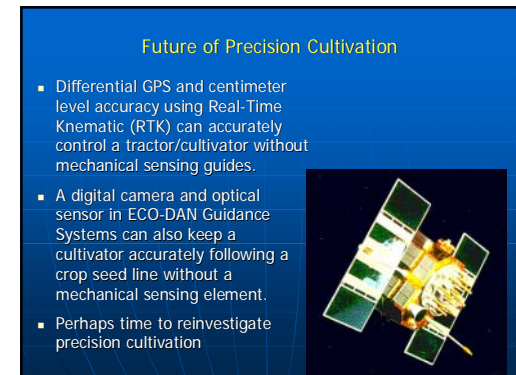 Future of Precision Cultivation
Differential GPS and centimeter
level accuracy using Real-Time
Knematic (RTK) can accurately
control a tractor/cultivator without
mechanical sensing guides.
A digital camera and optical
sensor in ECO-DAN Guidance
Systems can also keep a
cultivator accurately following a
crop seed line without a
mechanical sensing element.
Perhaps time to reinvestigate
precision cultivation